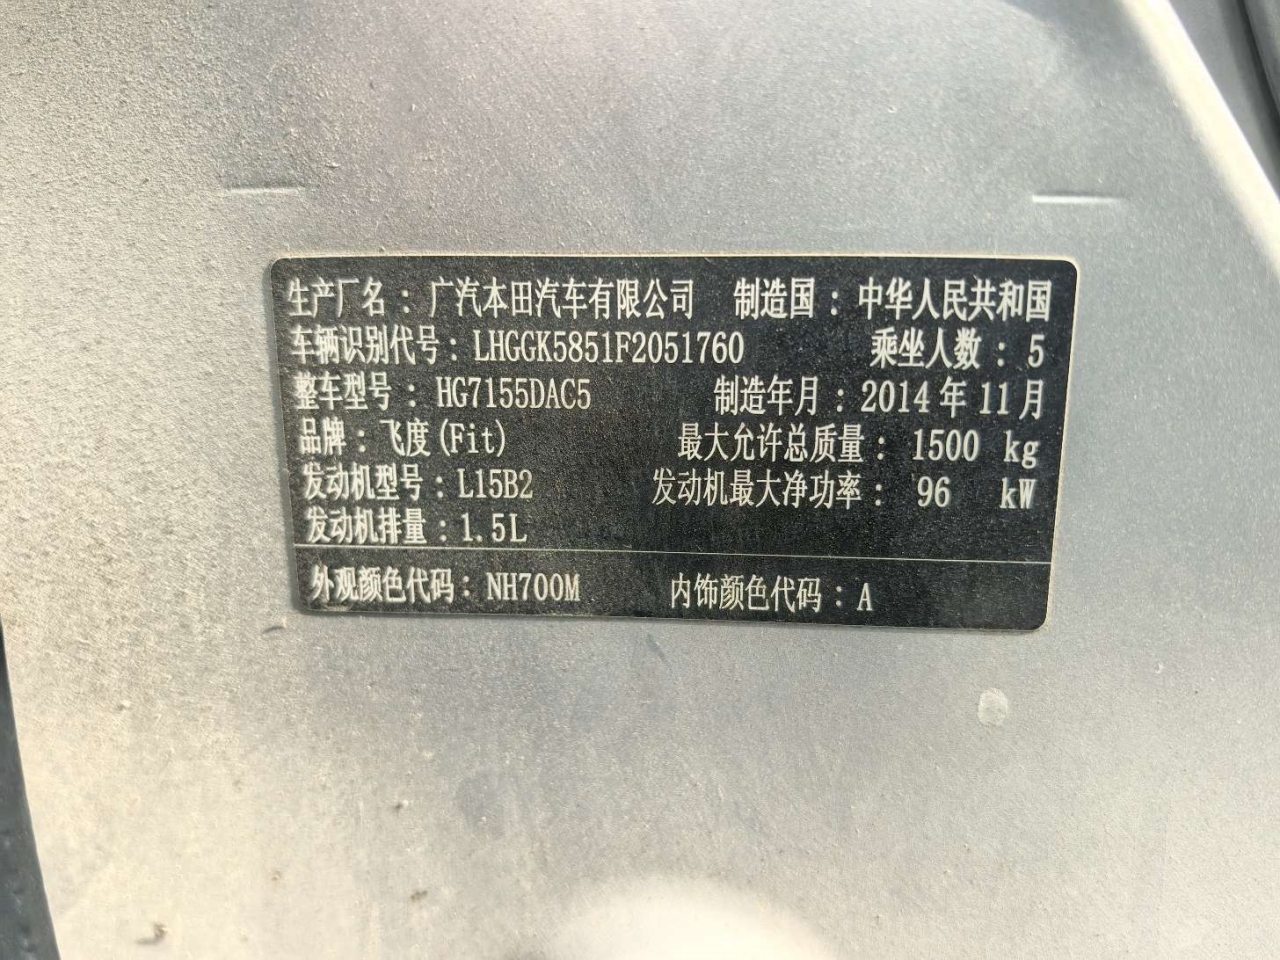 生产厂名：广汽本田汽车有限公司 制造国：中华人民共和国
车辆识别代号：LHGGK5851F2051760 乘坐人数：5
整车型号：HG7155DAC5 制造年月：2014年11月
品牌：飞度(Fit) 最大允许总质量：1500 kg
发动机型号：L15B2 发动机最大净功率：96 kW
发动机排量：1.5L
外观颜色代码：NH700M 内饰颜色代码：A